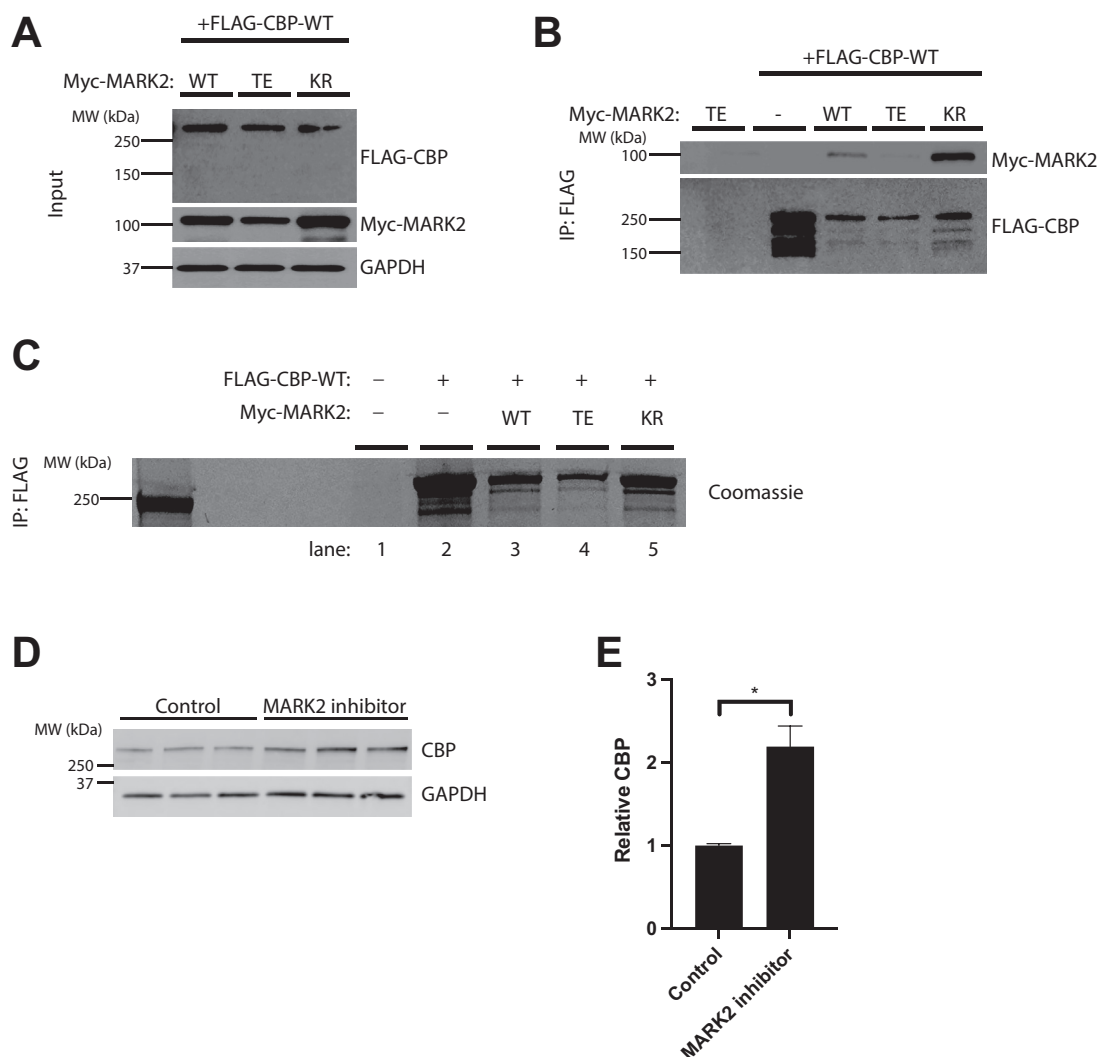 A
+FLAG-CBP-WT
Myc-MARK2: WT TE KR
MW (kDa)
250
150
FLAG-CBP
100
Myc-MARK2
37
GAPDH
Input
B
+FLAG-CBP-WT
Myc-MARK2: TE - WT TE KR
MW (kDa)
100
Myc-MARK2
250
150
FLAG-CBP
IP: FLAG
C
FLAG-CBP-WT: – + + + +
Myc-MARK2: – – WT TE KR
MW (kDa)
250
Coomassie
IP: FLAG
lane: 1 2 3 4 5
D
Control MARK2 inhibitor
MW (kDa)
250
CBP
37
GAPDH
E
3
2
1
0
Relative CBP
*
Control
MARK2 inhibitor